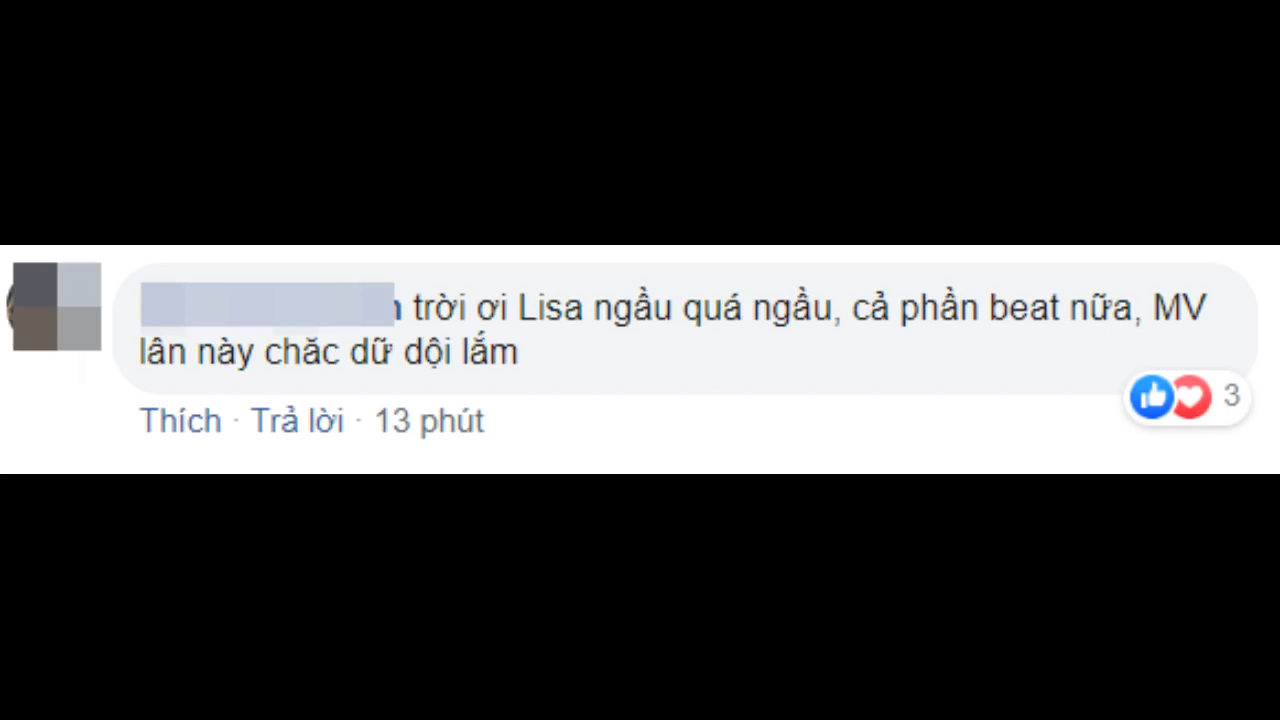 trời ơi Lisa ngầu quá ngầu, cả phần beat nữa, MV
lân này chăc dữ dội lắm
3
Thích · Trả lời · 13 phút